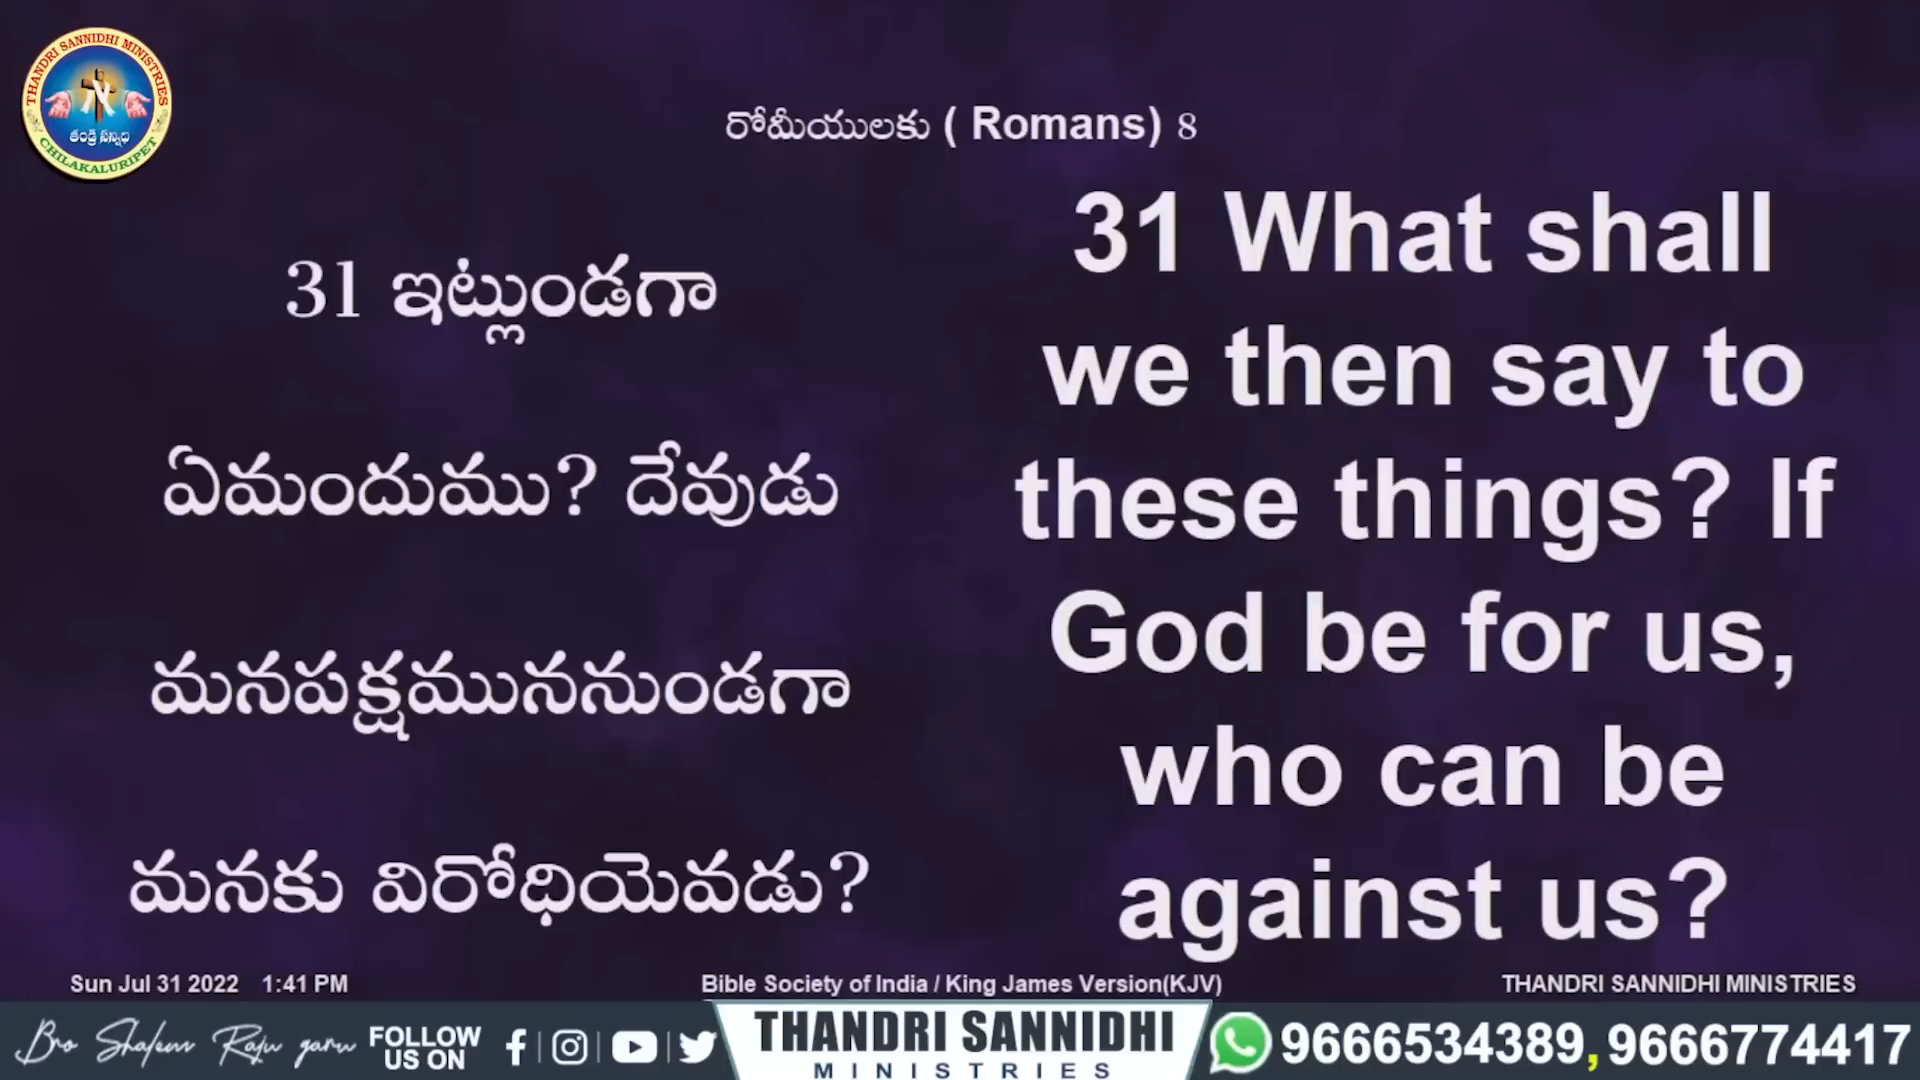 THANDRI SANNIDHI MINISTRIES
తండ్రి సన్నిధి
CHILAKALURIPET
రోమీయులకు ( Romans) 8
31 ఇట్లుండగా
ఏమందుము? దేవుడు
మనపక్షముననుండగా
మనకు విరోధియెవడు?
31 What shall
we then say to
these things? If
God be for us,
who can be
against us?
Sun Jul 31 2022 1:41 PM
Bible Society of India / King James Version(KJV)
THANDRI SANNIDHI MINISTRIES
Bro Shalem Raju garu
FOLLOW
US ON
THANDRI SANNIDHI
MINISTRIES
9666534389,9666774417